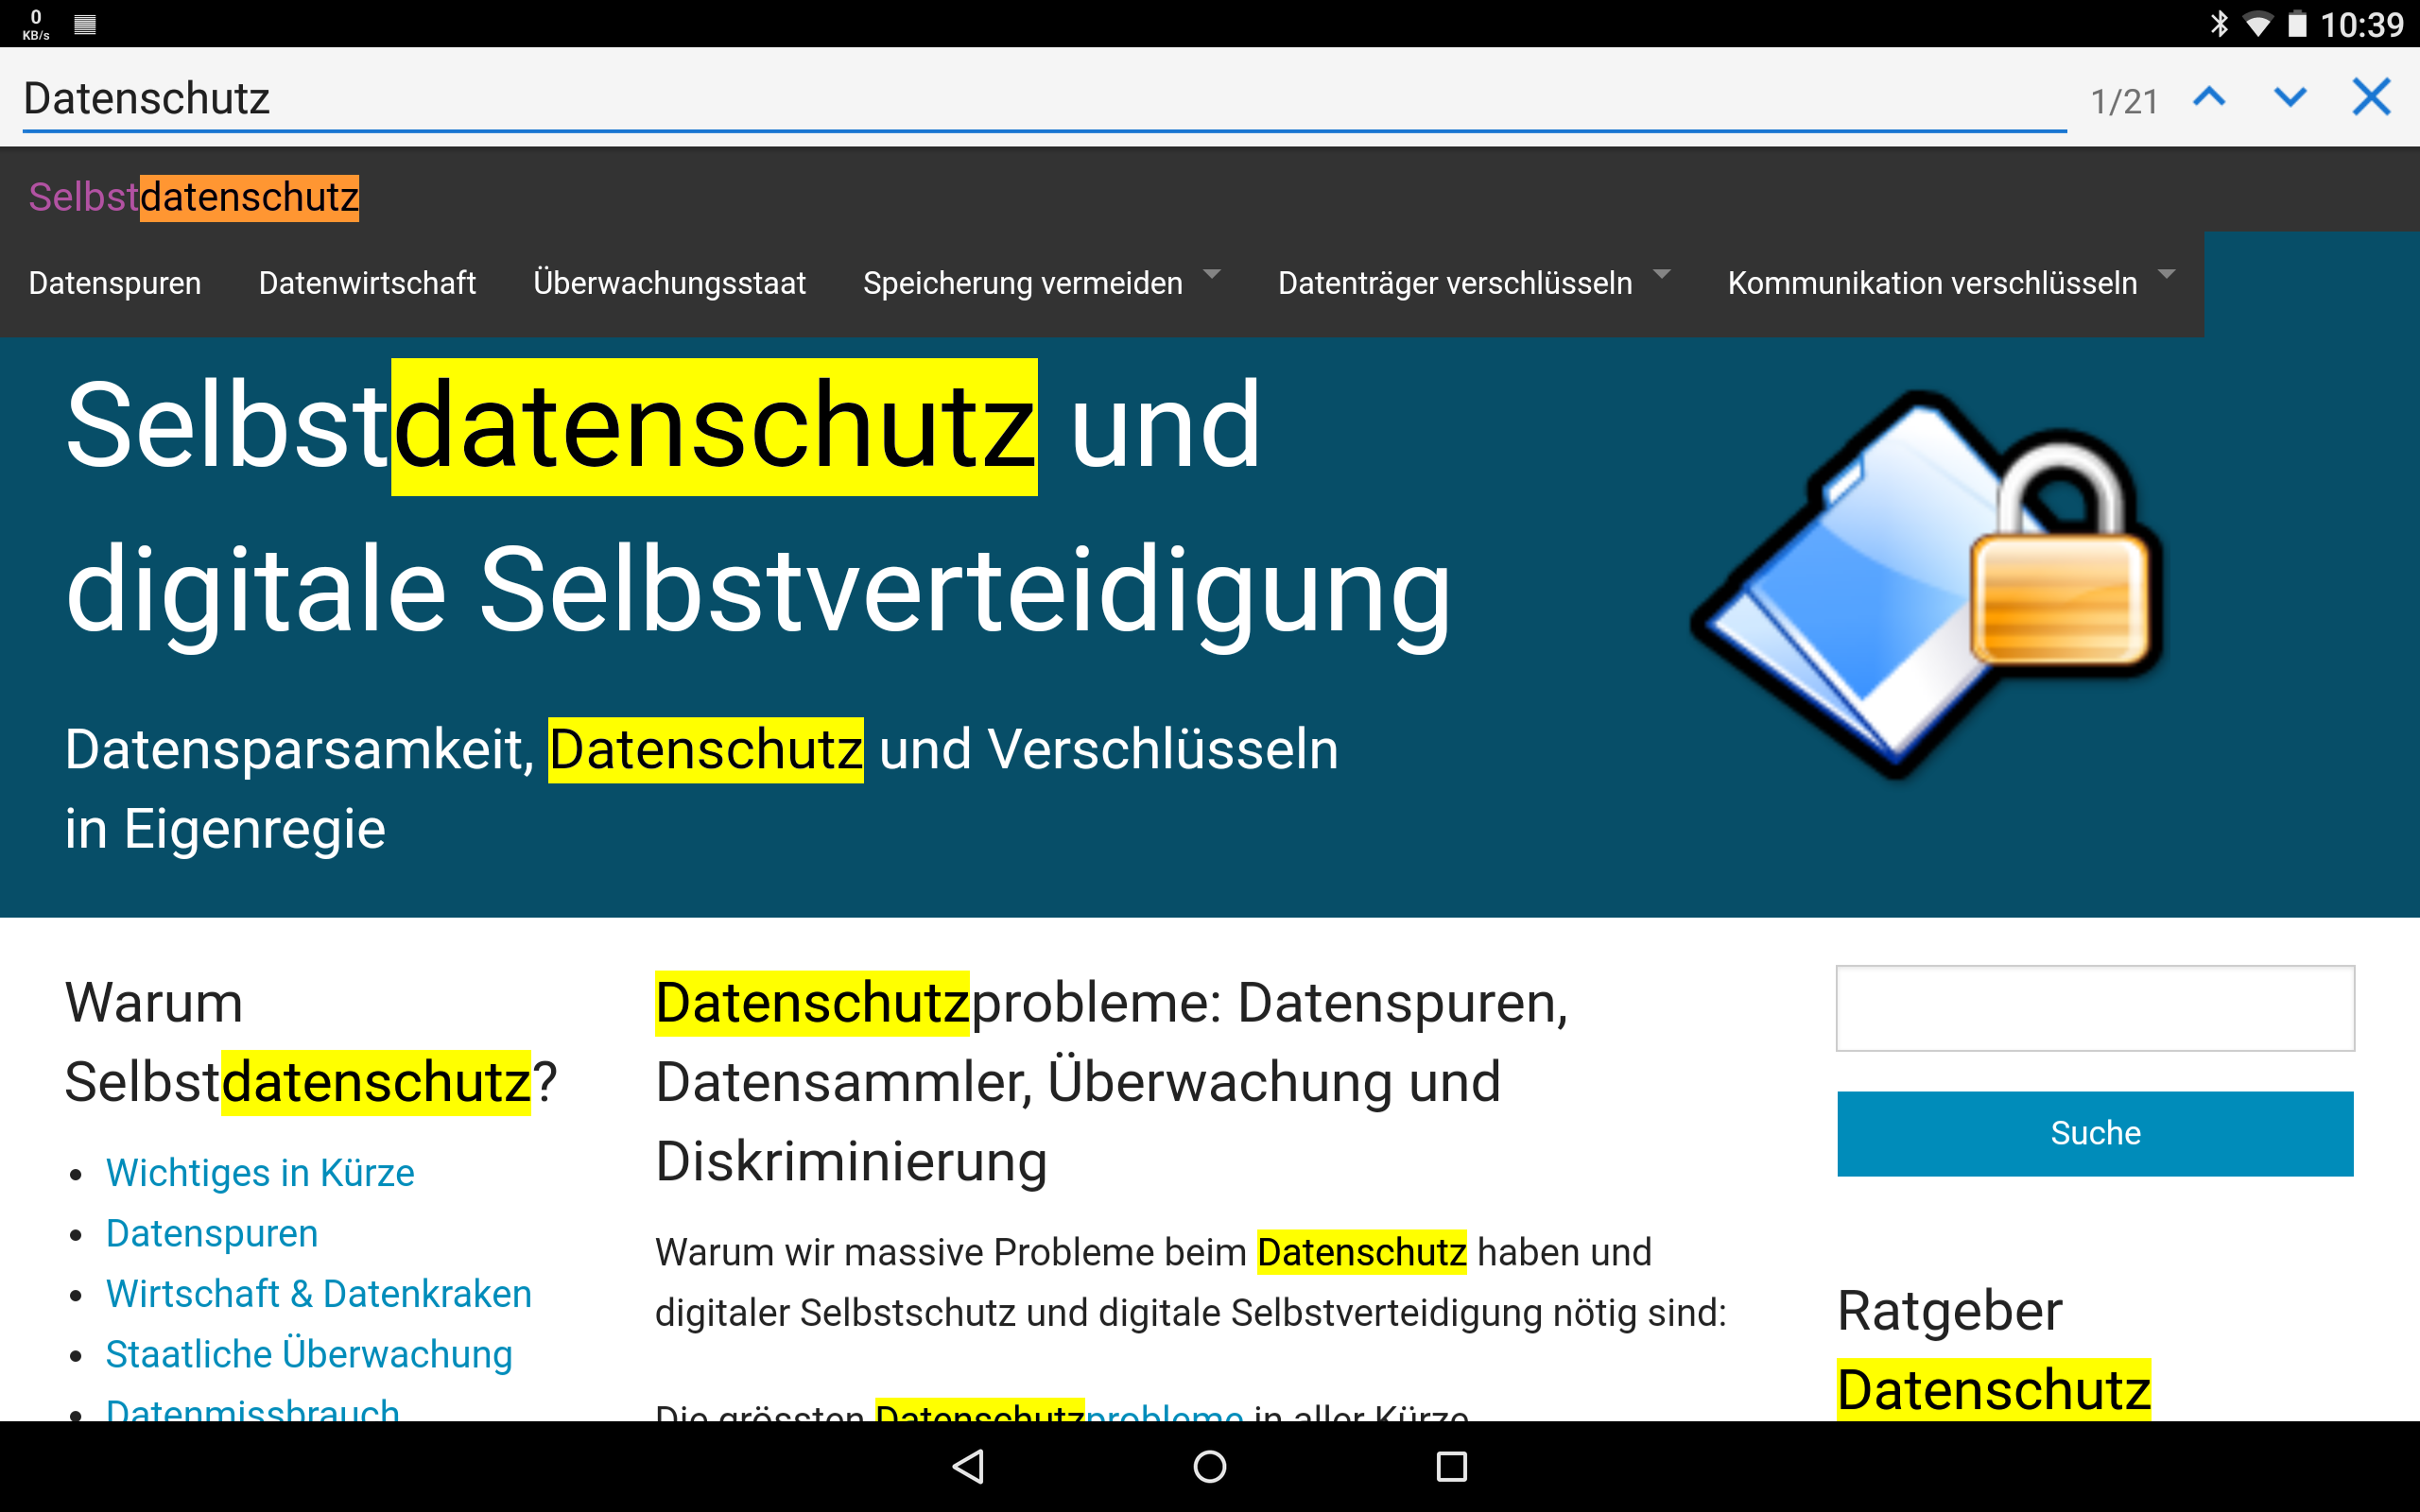 0
KB/s
10:39
Datenschutz
1/21
Selbstdatenschutz
Datenspuren Datenwirtschaft Überwachungsstaat Speicherung vermeiden Datenträger verschlüsseln Kommunikation verschlüsseln
Selbstdatenschutz und
digitale Selbstverteidigung
Datensparsamkeit, Datenschutz und Verschlüsseln
in Eigenregie
Warum
Selbstdatenschutz?
• Wichtiges in Kürze
• Datenspuren
• Wirtschaft & Datenkraken
• Staatliche Überwachung
• Datenmissbrauch
Datenschutzprobleme: Datenspuren,
Datensammler, Überwachung und
Diskriminierung
Warum wir massive Probleme beim Datenschutz haben und
digitaler Selbstschutz und digitale Selbstverteidigung nötig sind:
Die grössten Datenschutzprobleme in aller Kürze
Suche
Ratgeber
Datenschutz